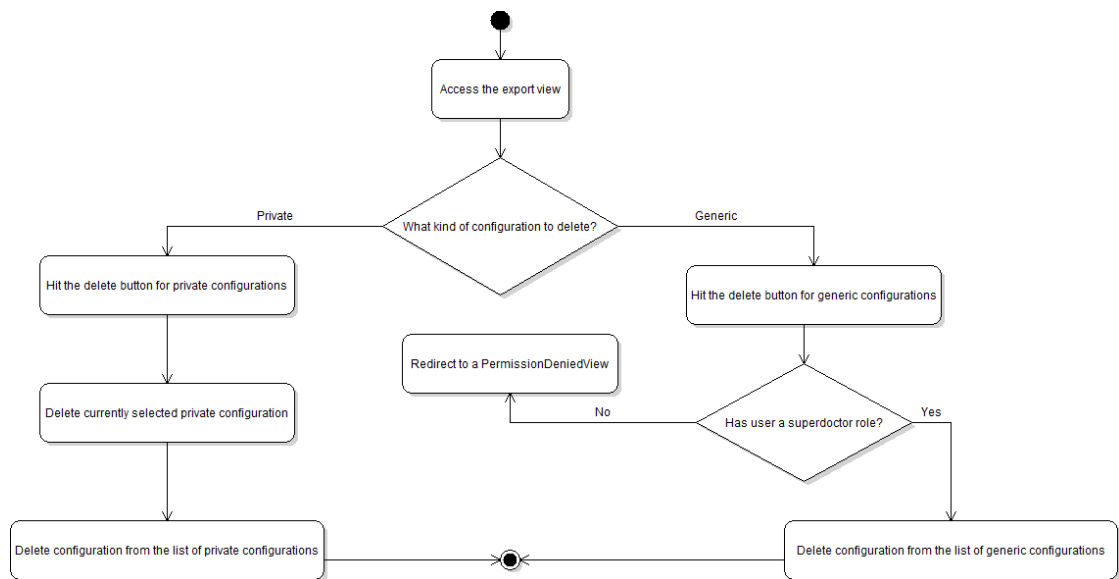 Access the export view
What kind of configuration to delete?
Private
Generic
Hit the delete button for private configurations
Hit the delete button for generic configurations
Redirect to a PermissionDeniedView
Delete currently selected private configuration
No
Has user a superdoctor role?
Yes
Delete configuration from the list of private configurations
Delete configuration from the list of generic configurations